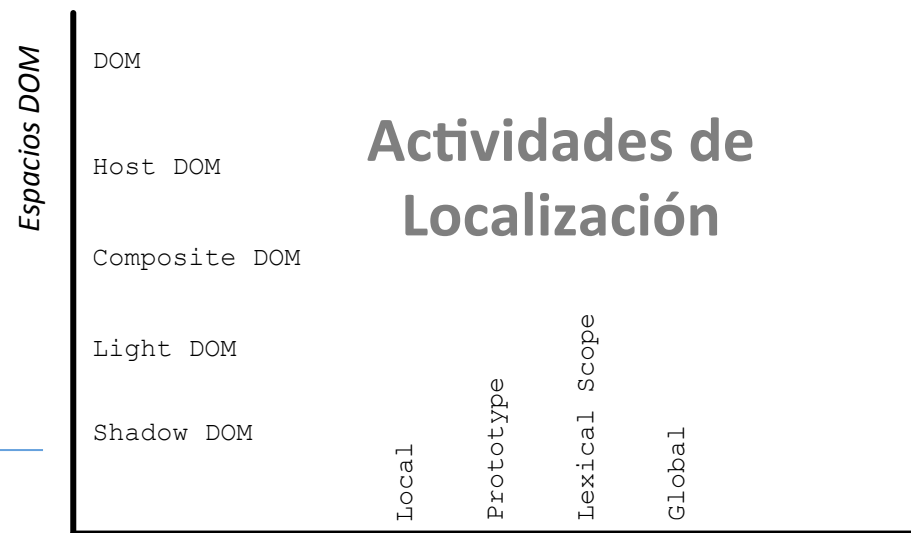 Espacios DOM
DOM
Actividades de
Localización
Host DOM
Composite DOM
Light DOM
Shadow DOM
Local
Prototype
Lexical Scope
Global